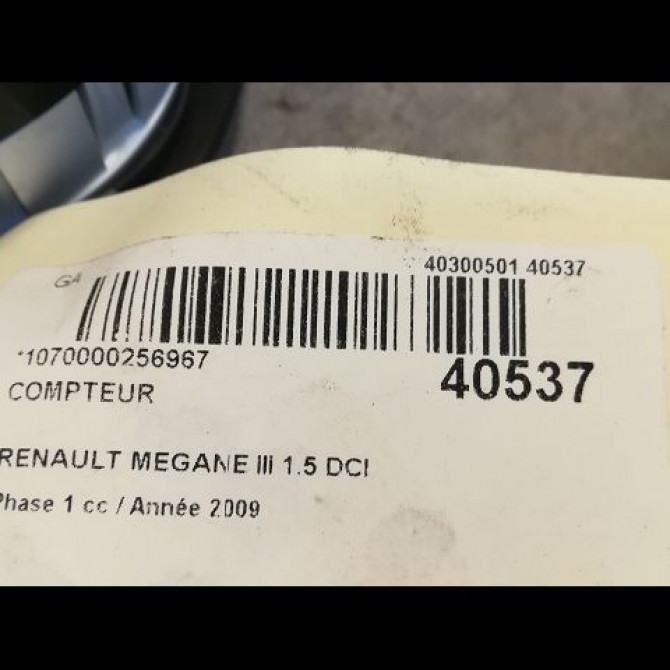 GA
40300501 40537
*1070000256967
40537
COMPTEUR
RENAULT MEGANE III 1.5 DCI
Phase 1 cc / Année 2009